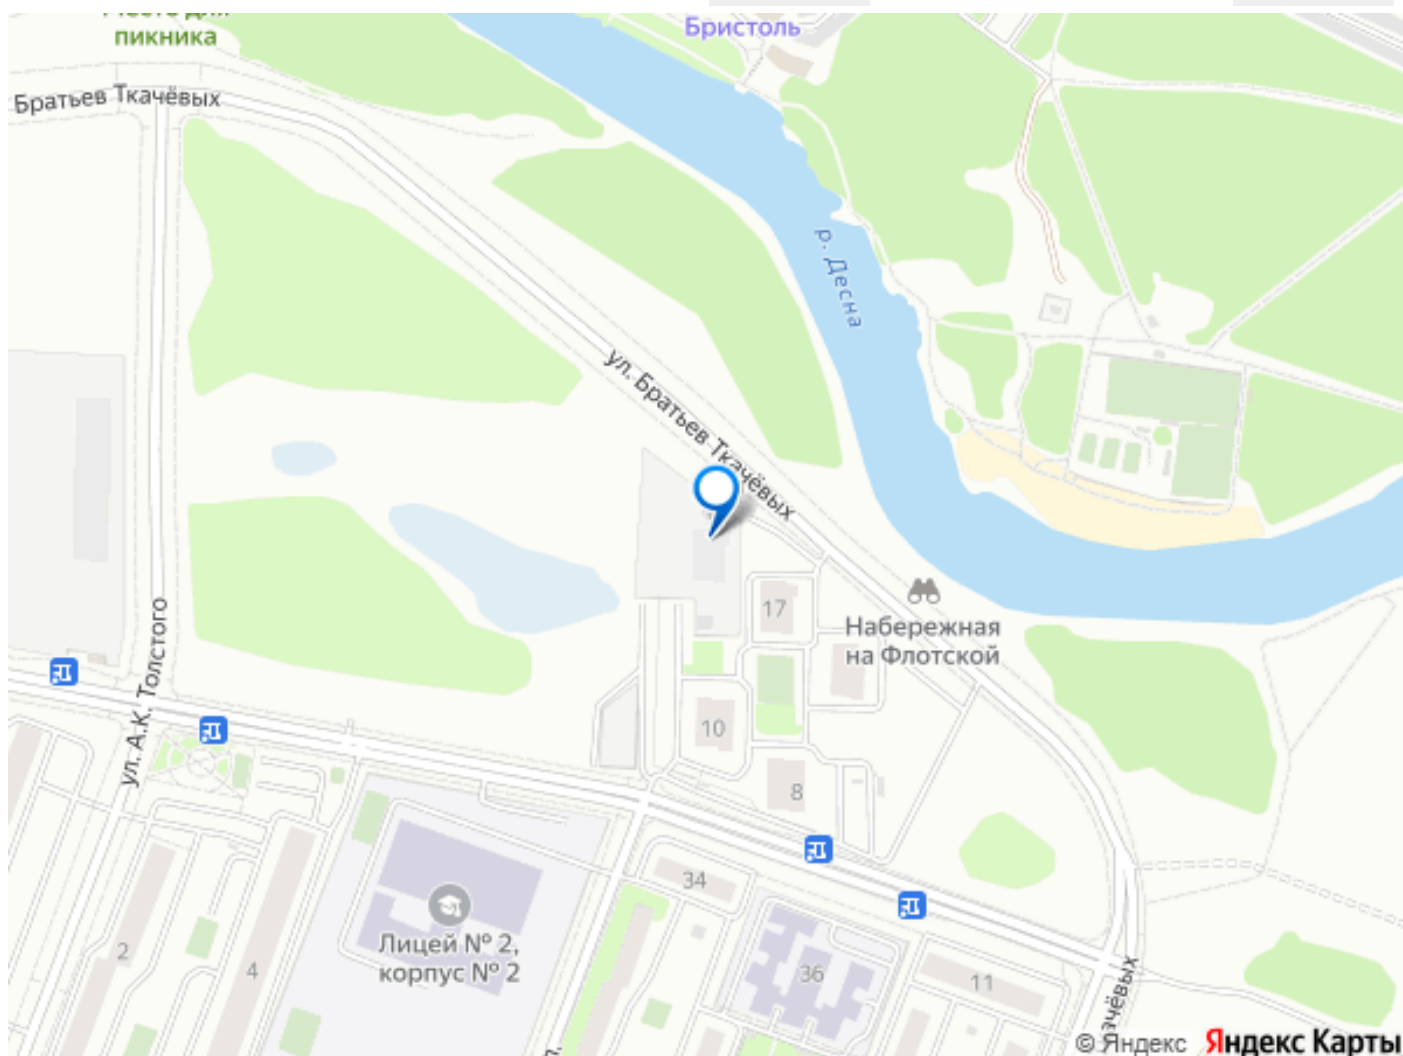 пикника
Бристоль
Братьев Ткачёвых
р. Десна
ул. Братьев Ткачёвых
17
Набережная
на Флотской
ул. А.К. Толстого
10
8
34
Лицей № 2,
корпус № 2
2
4
36
11
© Яндекс
Яндекс Карты